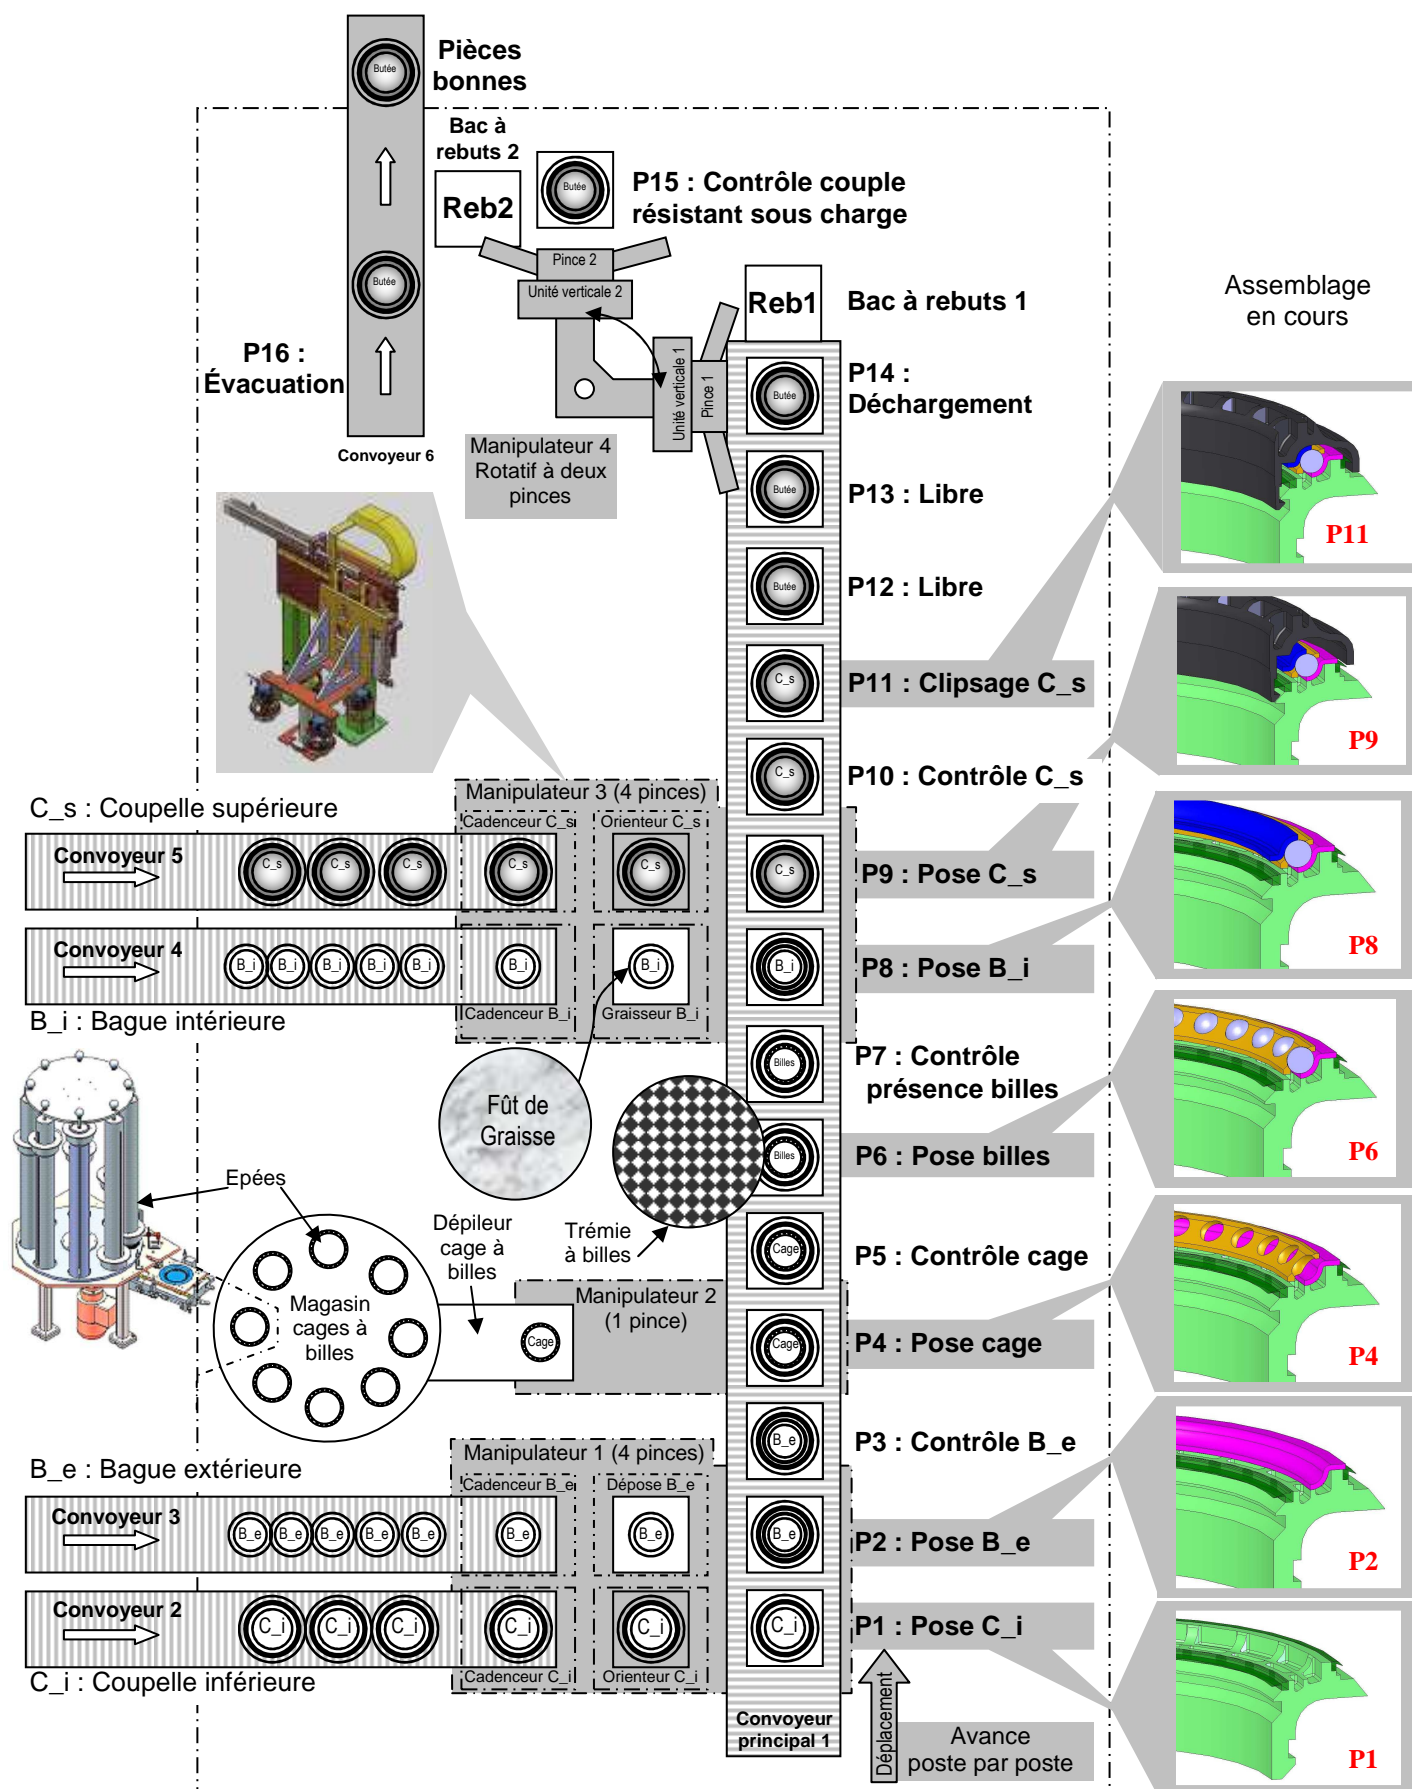 Butée
Pièces
bonnes
Bac à
rebuts 2
Reb2
Butée
P15 : Contrôle couple
résistant sous charge
Butée
Pince 2
Unité verticale 2
Reb1
Bac à rebuts 1
Assemblage
en cours
P16 :
Évacuation
Unité verticale 1
Pince 1
Butée
P14 :
Déchargement
Convoyeur 6
Manipulateur 4
Rotatif à deux
pinces
Butée
P13 : Libre
P11
Butée
P12 : Libre
C_s
P11 : Clipsage C_s
P9
C_s
P10 : Contrôle C_s
C_s : Coupelle supérieure
Manipulateur 3 (4 pinces)
Cadenceur C_s
Orienteur C_s
Convoyeur 5
C_s
C_s
C_s
C_s
C_s
C_s
P9 : Pose C_s
P8
Convoyeur 4
B_i
B_i
B_i
B_i
B_i
B_i
B_i
B_i
P8 : Pose B_i
Cadenceur B_i
Graisseur B_i
B_i : Bague intérieure
Billes
P7 : Contrôle
présence billes
Fût de
Graisse
Billes
P6 : Pose billes
P6
Epées
Dépileur
cage à
billes
Trémie
à billes
Cage
P5 : Contrôle cage
Magasin
cages à
billes
Manipulateur 2
(1 pince)
Cage
Cage
P4 : Pose cage
P4
B_e
P3 : Contrôle B_e
B_e : Bague extérieure
Manipulateur 1 (4 pinces)
Cadenceur B_e
Dépose B_e
Convoyeur 3
B_e
B_e
B_e
B_e
B_e
B_e
B_e
B_e
P2 : Pose B_e
P2
Convoyeur 2
C_i
C_i
C_i
C_i
C_i
C_i
P1 : Pose C_i
Cadenceur C_i
Orienteur C_i
C_i : Coupelle inférieure
Convoyeur
principal 1
Déplacement
Avance
poste par poste
P1